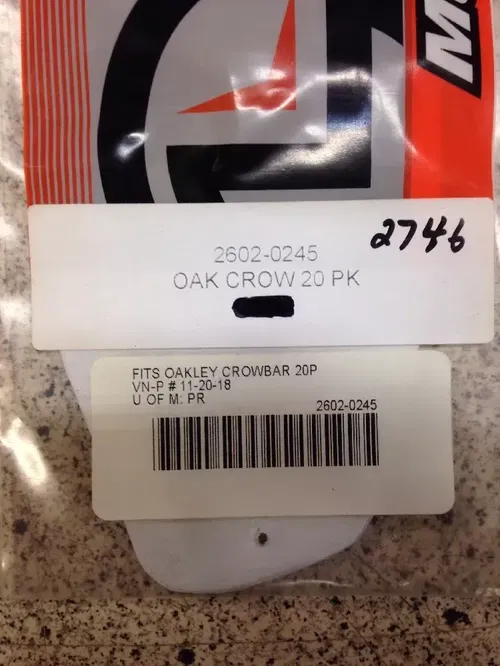 2746
2602-0245
OAK CROW 20 PK
FITS OAKLEY CROWBAR 20P
VN-P # 11-20-18
U OF M: PR
2602-0245